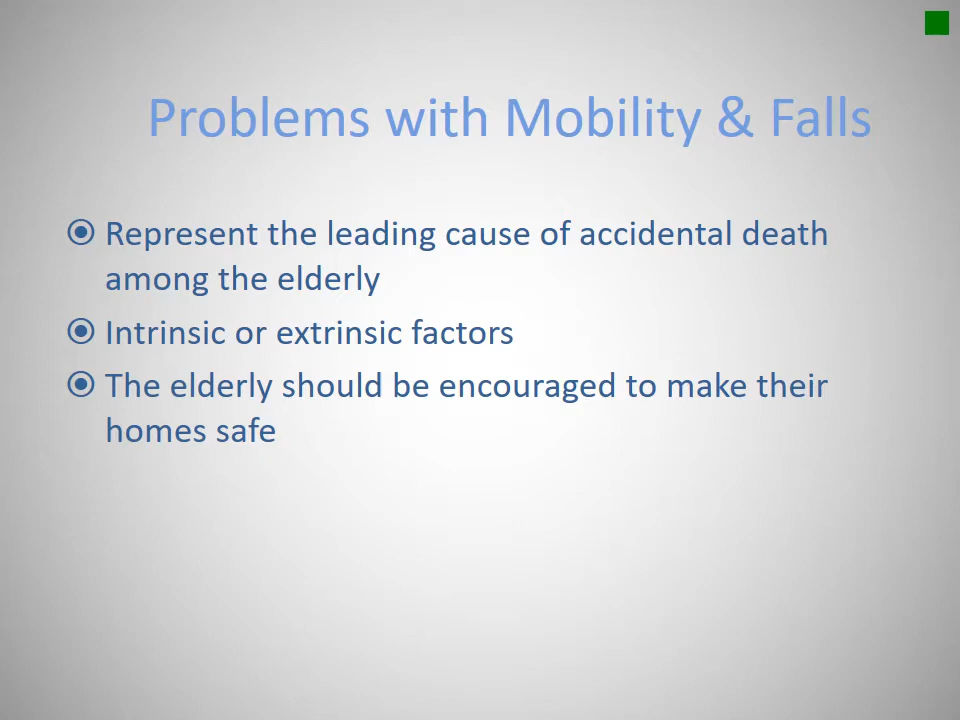 Problems with Mobility & Falls
Represent the leading cause of accidental death
among the elderly
Intrinsic or extrinsic factors
The elderly should be encouraged to make their
homes safe